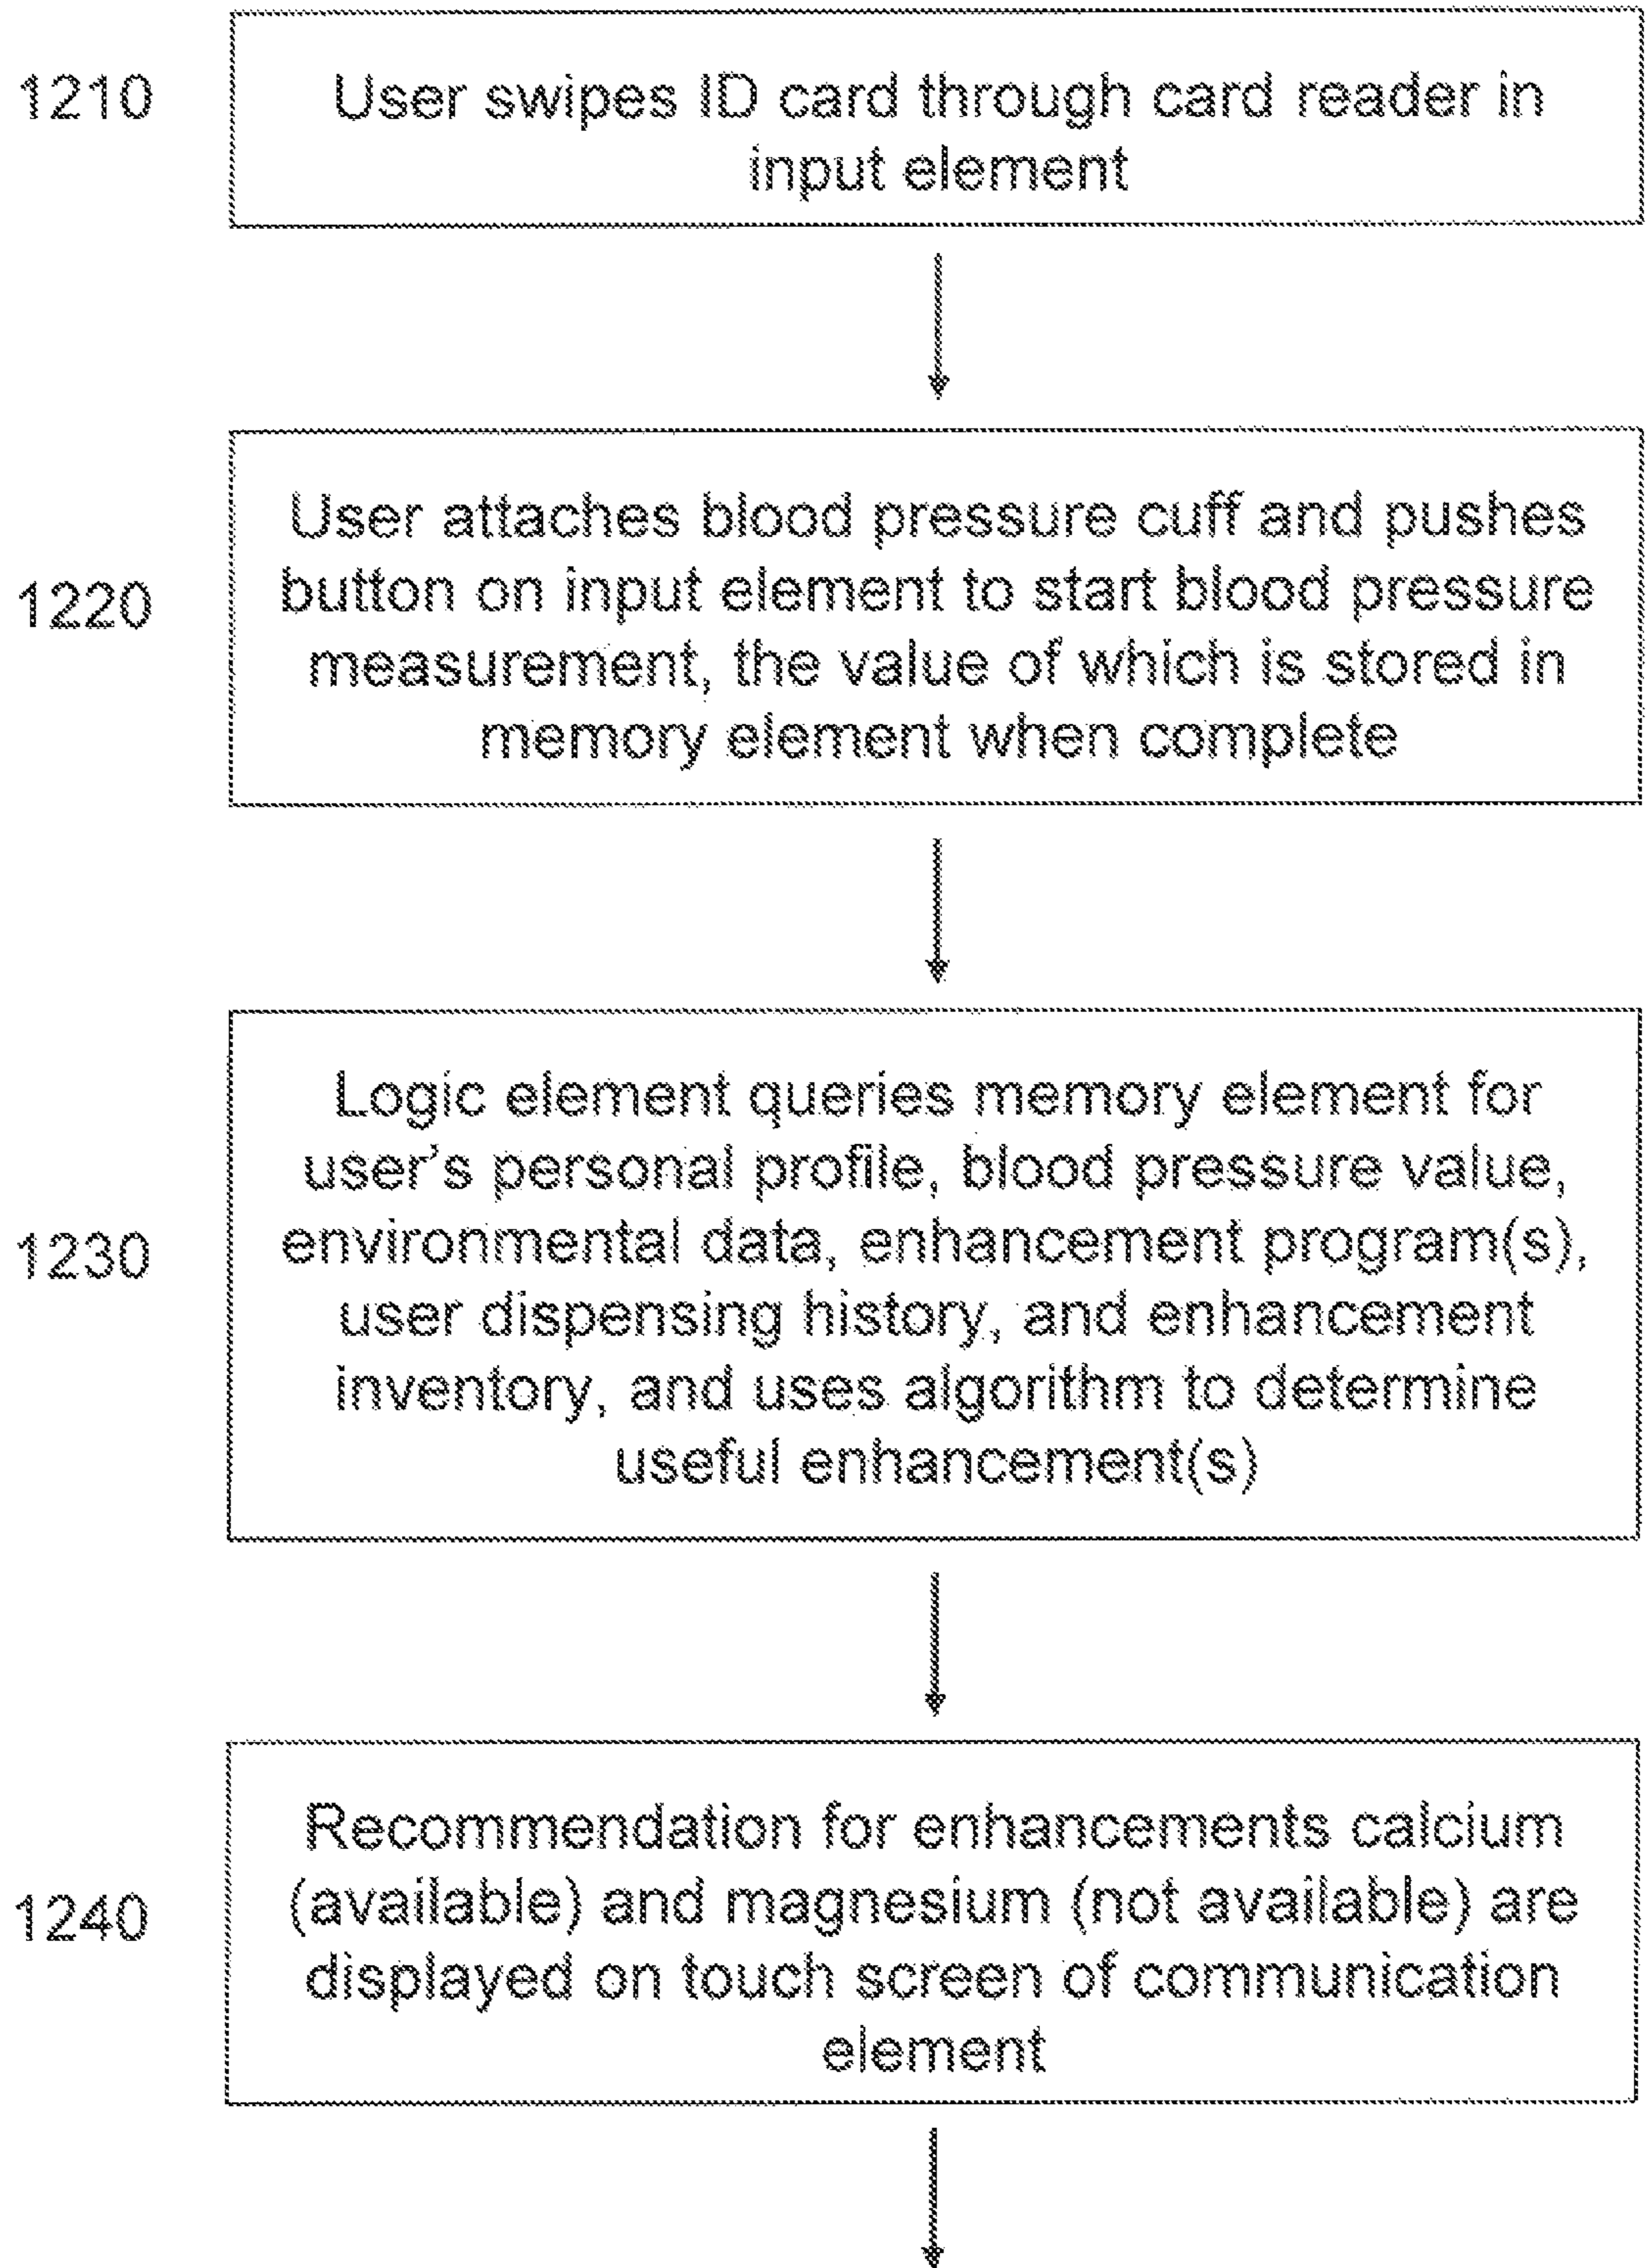 1210
User swipes ID card through card reader in
input element
1220
User attaches blood pressure cuff and pushes
button on input element to start blood pressure
measurement, the value of which is stored in
memory element when complete
1230
Logic element queries memory element for
user's personal profile, blood pressure value,
environmental data, enhancement program(s),
user dispensing history, and enhancement
inventory, and uses algorithm to determine
useful enhancement(s)
1240
Recommendation for enhancements calcium
(available) and magnesium (not available) are
displayed on touch screen of communication
element